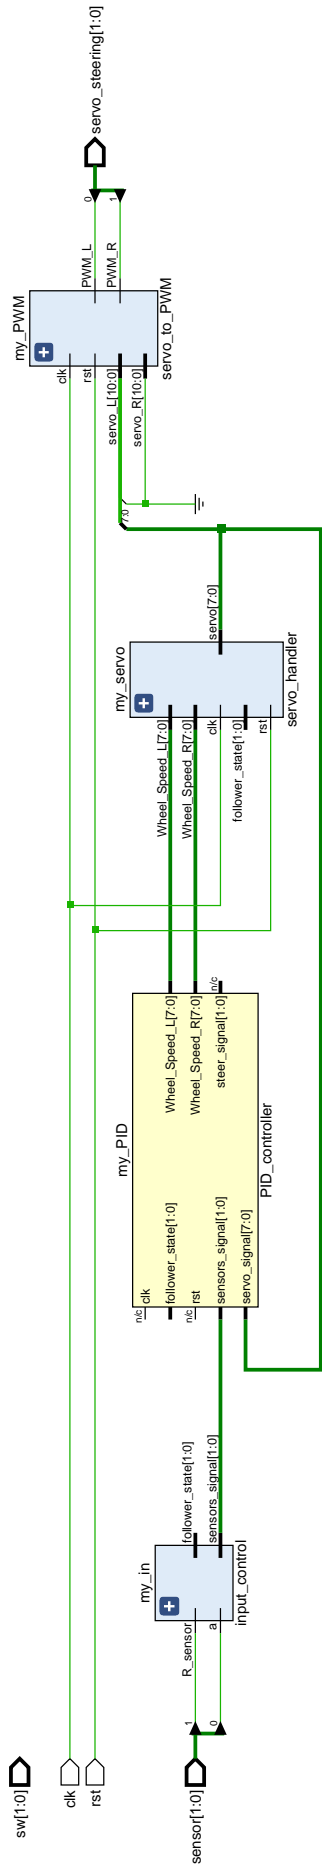 sw[1:0]
clk
rst
sensor[1:0]
1
0
my_in
R_sensor
a
follower_state[1:0]
sensors_signal[1:0]
input_control
my_PID
n/c
clk
follower_state[1:0]
n/c
rst
sensors_signal[1:0]
servo_signal[7:0]
Wheel_Speed_L[7:0]
Wheel_Speed_R[7:0]
steer_signal[1:0]
n/c
PID_controller
my_servo
Wheel_Speed_L[7:0]
Wheel_Speed_R[7:0]
clk
follower_state[1:0]
rst
servo[7:0]
servo_handler
7:0
my_PWM
clk
rst
servo_L[10:0]
servo_R[10:0]
PWM_L
PWM_R
servo_to_PWM
0
1
servo_steering[1:0]